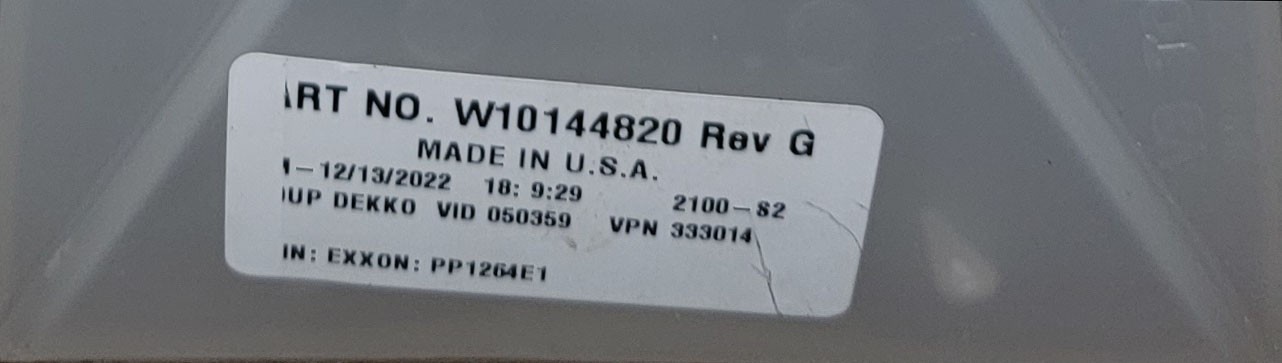 ART NO. W10144820 Rev G
MADE IN U.S.A.
1-12/13/2022 18: 9:29 2100-S2
OUP DEKKO VID 050359 VPN 333014
IN: EXXON: PP1264E1